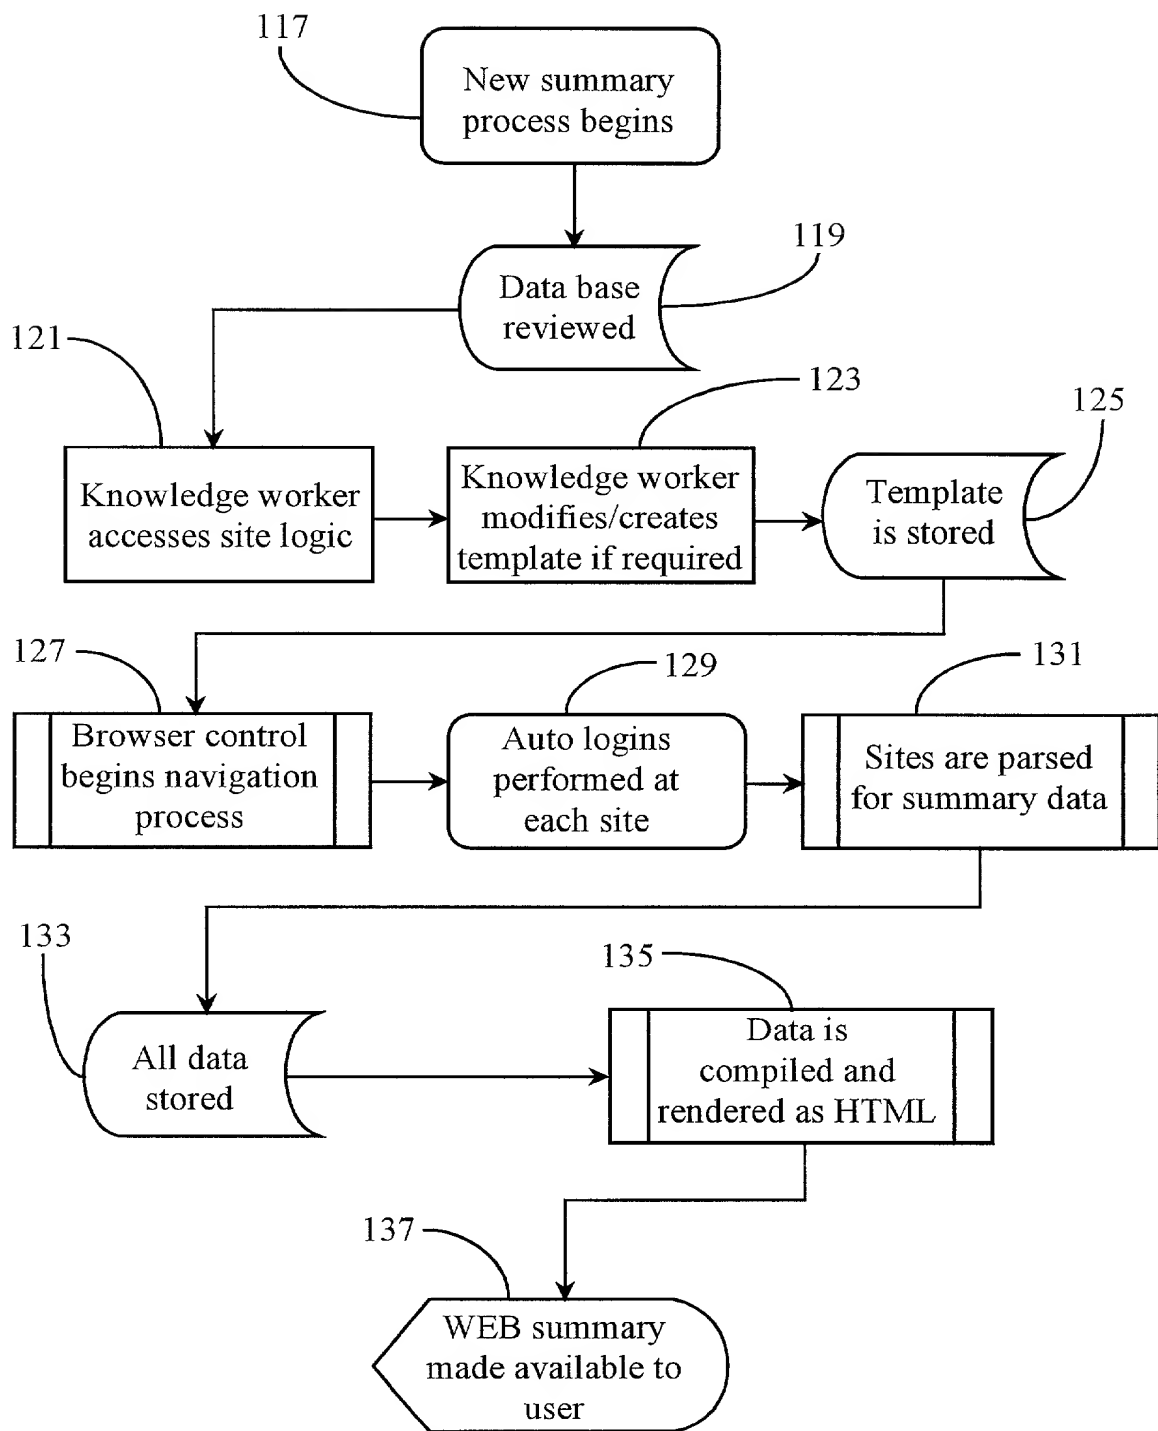 117
New summary
process begins
119
Data base
reviewed
121
123
125
Knowledge worker
accesses site logic
Knowledge worker
modifies/creates
template if required
Template
is stored
127
129
131
Browser control
begins navigation
process
Auto logins
performed at
each site
Sites are parsed
for summary data
133
135
All data
stored
Data is
compiled and
rendered as HTML
137
WEB summary
made available to
user